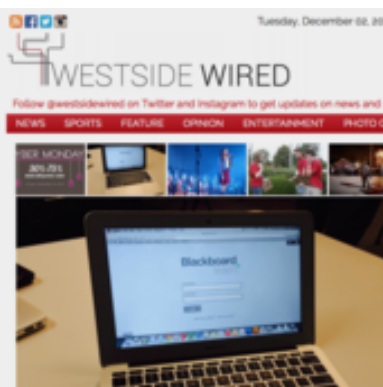 Tuesday, December 02, 20
WESTSIDE WIRED
Follow @westsidewired on Twitter and Instagram to get updates on news and
NEWS SPORTS FEATURE OPINION ENTERTAINMENT PHOTO
BER MONDAY
Blackboard